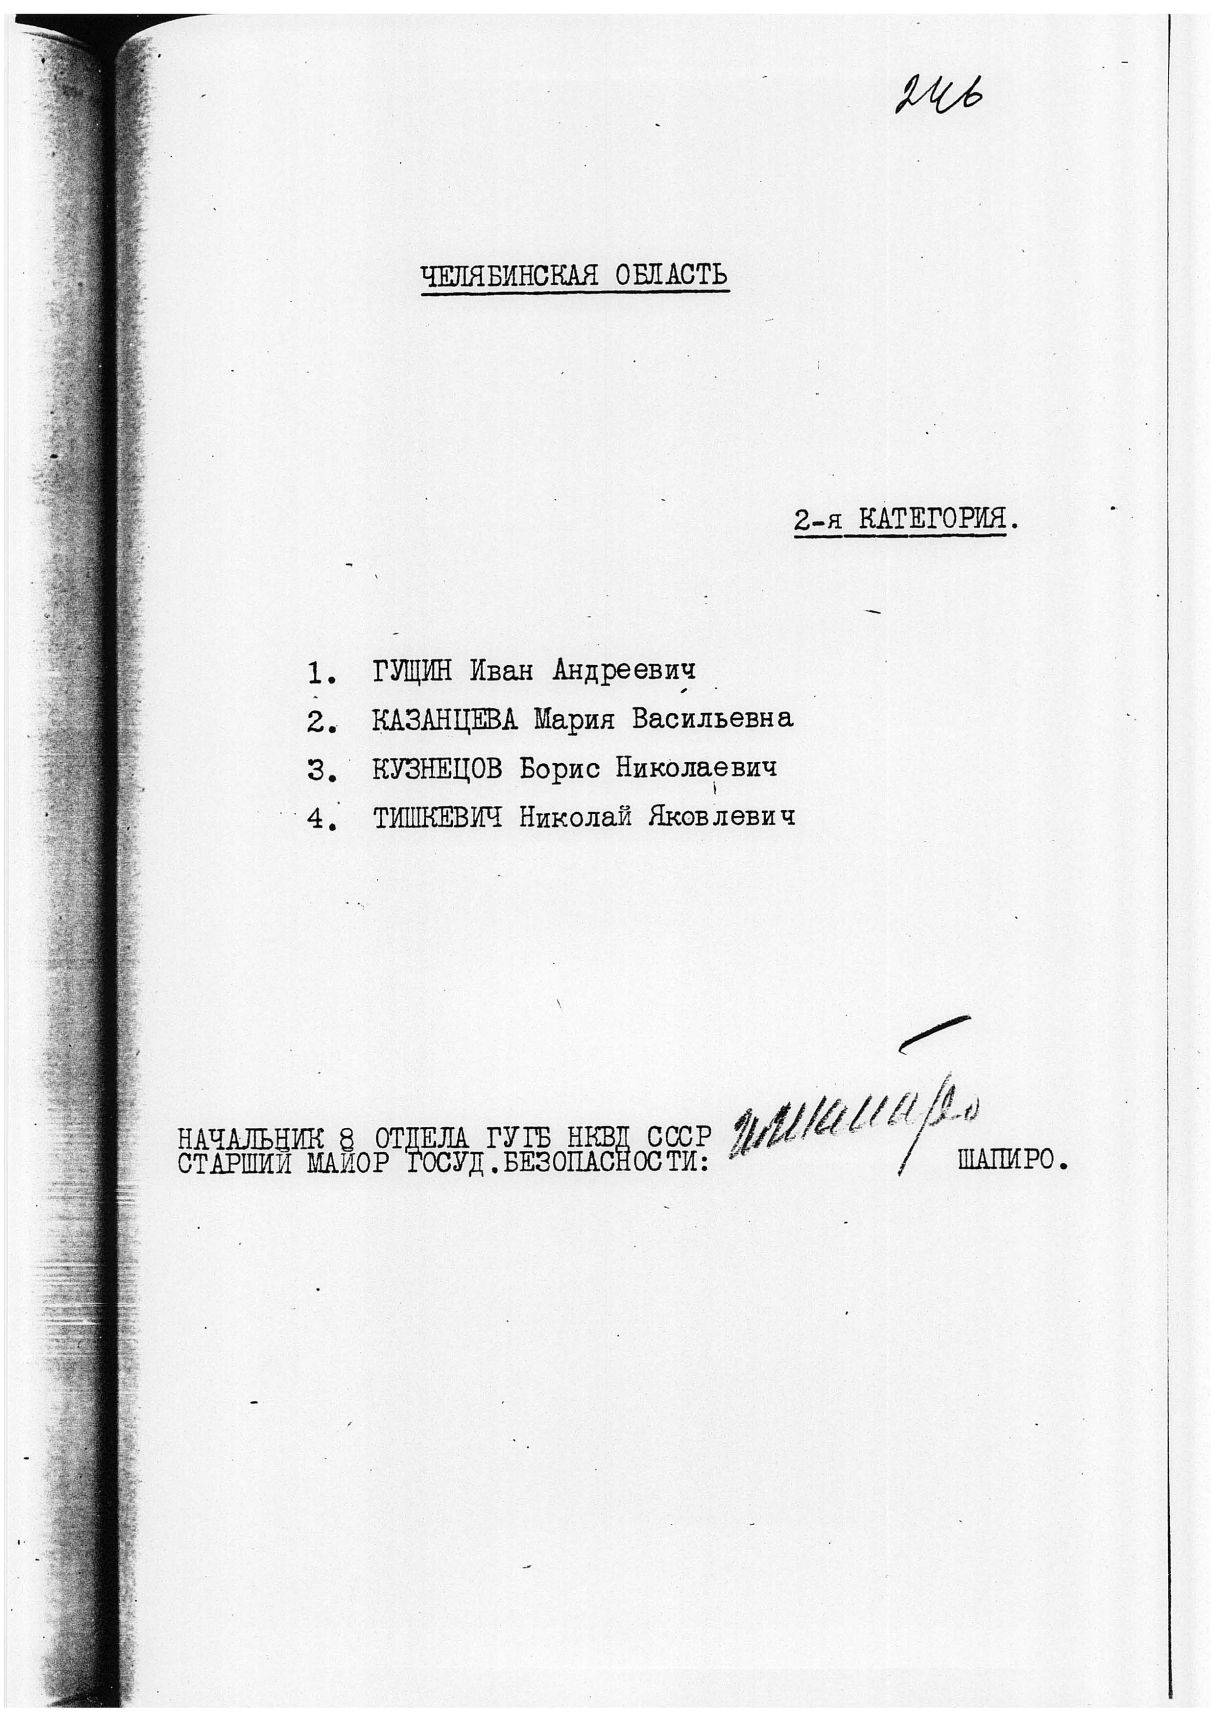 246
ЧЕЛЯБИНСКАЯ ОБЛАСТЬ
2-я КАТЕГОРИЯ.
1. ГУЩИН Иван Андреевич
2. КАЗАНЦЕВА Мария Васильевна
3. КУЗНЕЦОВ Борис Николаевич
4. ТИШКЕВИЧ Николай Яковлевич
НАЧАЛЬНИК 8 ОТДЕЛА ГУГБ НКВД СССР
СТАРШИЙ МАЙОР ГОСУД.БЕЗОПАСНОСТИ: ШАПИРО.